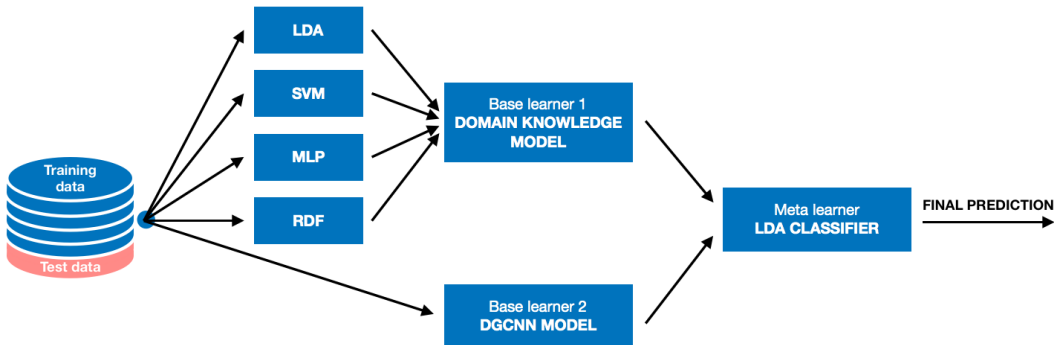 LDA
SVM
MLP
RDF
Training
data
Test data
Base learner 1
DOMAIN KNOWLEDGE
MODEL
Base learner 2
DGCNN MODEL
Meta learner
LDA CLASSIFIER
FINAL PREDICTION